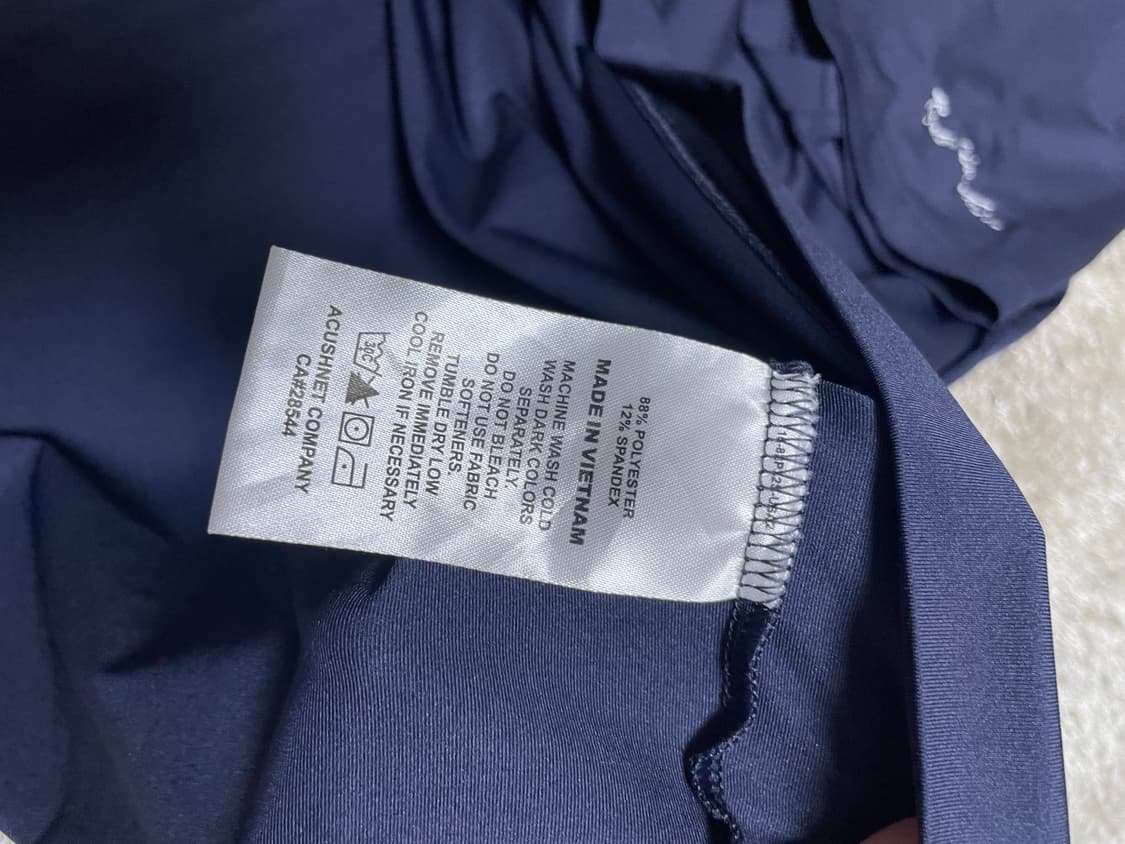 88% POLYESTER
12% SPANDEX
MADE IN VIETNAM
MACHINE WASH COLD
WASH DARK COLORS
SEPARATELY.
DO NOT BLEACH
DO NOT USE FABRIC
SOFTENERS.
TUMBLE DRY LOW
REMOVE IMMEDIATELY
COOL IRON IF NECESSARY
30C
ACUSHNET COMPANY
CA#28544